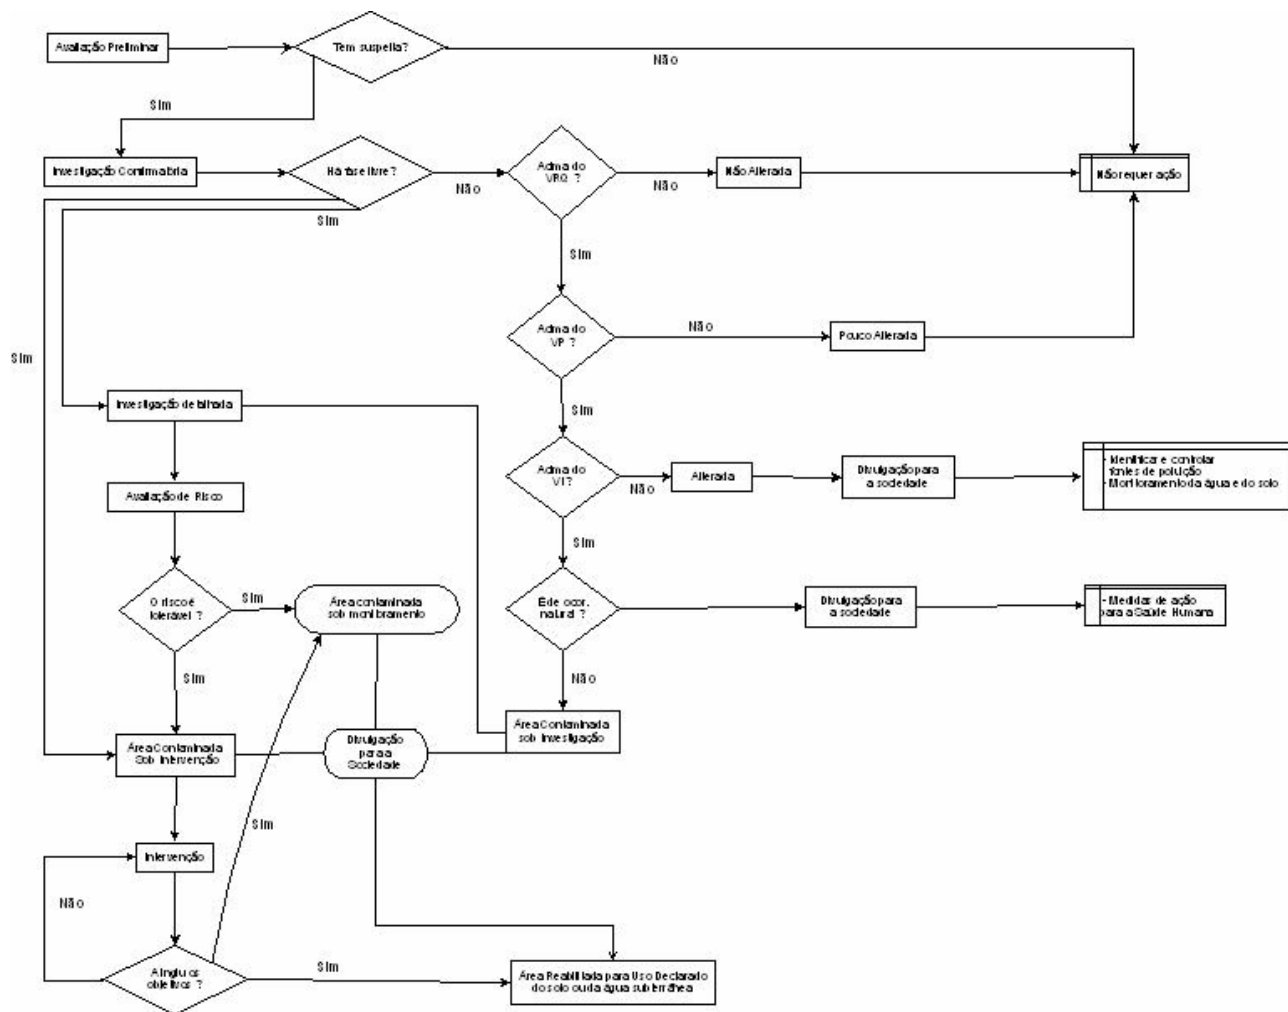 Avaliação Preliminar
Tem suspeita?
Não
Sim
Investigação Confirmatória
Há fase livre?
Não
Acima do
VRQ ?
Não
Não Alterada
Não requer ação
Sim
Sim
Sim
Acima do
VP ?
Não
Pouco Alterada
Sim
Investigação detalhada
Sim
Acima do
VI?
Não
Alterada
Divulgação para
a sociedade
- Identificar e controlar
fontes de poluição
- Monitoramento da água e do solo
Avaliação de Risco
Sim
O risco é
tolerável ?
Sim
Área contaminada
sob monitoramento
É de ocor.
natural ?
Divulgação para
a sociedade
- Medidas de ação
para a Saúde Humana
Sim
Não
Área Contaminada
Sob Intervenção
Divulgação
para a
Sociedade
Área Contaminada
sob Investigação
Sim
Intervenção
Não
Atingiu os
objetivos ?
Sim
Área Reabilitada para Uso Declarado
do solo ou da água subterrânea